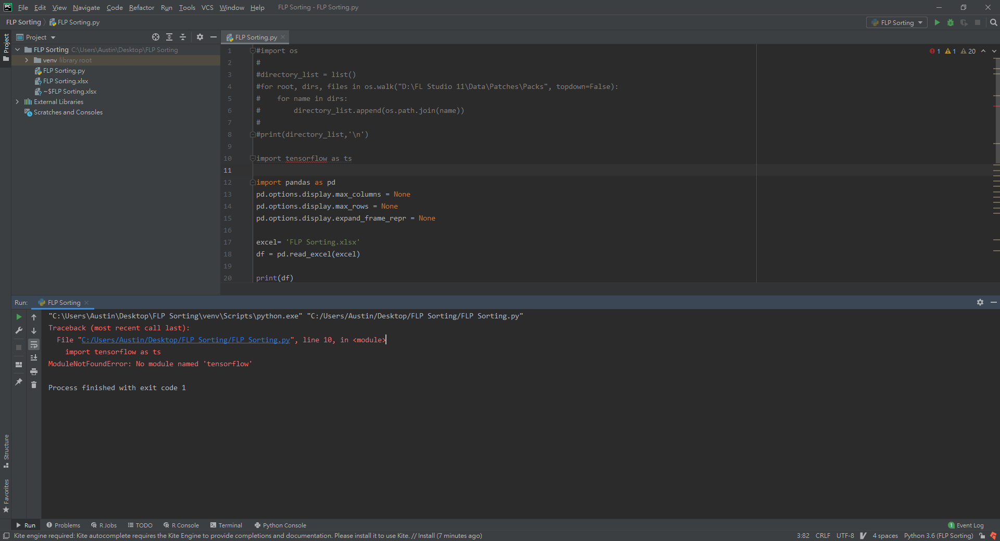 PC File Edit View Navigate Code Refactor Run Tools VCS Window Help FLP Sorting - FLP Sorting.py
FLP Sorting FLP Sorting.py FLP Sorting
Project
Project
FLP Sorting C:\Users\Austin\Desktop\FLP Sorting
venv library root
FLP Sorting.py
FLP Sorting.xlsx
~$FLP Sorting.xlsx
External Libraries
Scratches and Consoles
FLP Sorting.py
1 1 20
1 #import os
2 #
3 #directory_list = list()
4 #for root, dirs, files in os.walk("D:\FL Studio 11\Data\Patches\Packs", topdown=False):
5 #    for name in dirs:
6 #        directory_list.append(os.path.join(name))
7 #
8 #print(directory_list,'\n')
9
10 import tensorflow as ts
11
12 import pandas as pd
13 pd.options.display.max_columns = None
14 pd.options.display.max_rows = None
15 pd.options.display.expand_frame_repr = None
16
17 excel= 'FLP Sorting.xlsx'
18 df = pd.read_excel(excel)
19
20 print(df)
Run: FLP Sorting
"C:\Users\Austin\Desktop\FLP Sorting\venv\Scripts\python.exe" "C:/Users/Austin/Desktop/FLP Sorting/FLP Sorting.py"
Traceback (most recent call last):
  File "C:/Users/Austin/Desktop/FLP Sorting/FLP Sorting.py", line 10, in <module>
    import tensorflow as ts
ModuleNotFoundError: No module named 'tensorflow'
Process finished with exit code 1
Structure
Favorites
Run Problems R Jobs TODO R Console Terminal Python Console 1 Event Log
Kite engine required: Kite autocomplete requires the Kite Engine to provide completions and documentation. Please install it to use Kite. // Install (7 minutes ago) 3:82 CRLF UTF-8 4 spaces Python 3.6 (FLP Sorting)